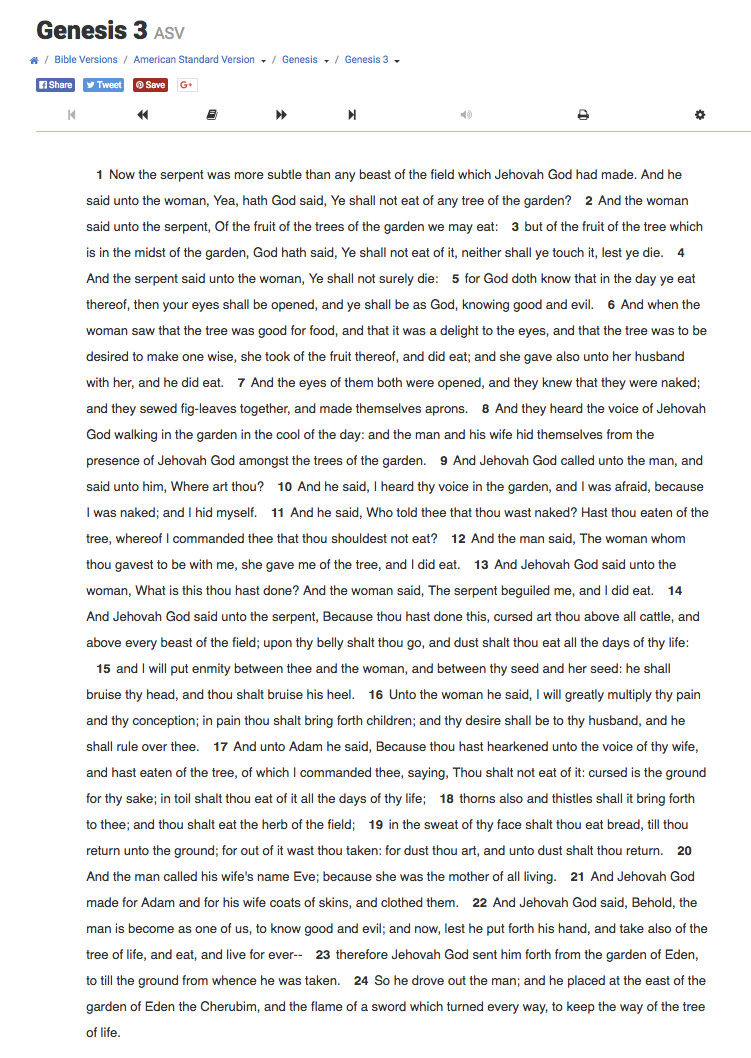 Genesis 3 ASV
/ Bible Versions / American Standard Version / Genesis / Genesis 3
Share Tweet Save G+
1 Now the serpent was more subtle than any beast of the field which Jehovah God had made. And he
said unto the woman, Yea, hath God said, Ye shall not eat of any tree of the garden? 2 And the woman
said unto the serpent, Of the fruit of the trees of the garden we may eat: 3 but of the fruit of the tree which
is in the midst of the garden, God hath said, Ye shall not eat of it, neither shall ye touch it, lest ye die. 4
And the serpent said unto the woman, Ye shall not surely die: 5 for God doth know that in the day ye eat
thereof, then your eyes shall be opened, and ye shall be as God, knowing good and evil. 6 And when the
woman saw that the tree was good for food, and that it was a delight to the eyes, and that the tree was to be
desired to make one wise, she took of the fruit thereof, and did eat; and she gave also unto her husband
with her, and he did eat. 7 And the eyes of them both were opened, and they knew that they were naked;
and they sewed fig-leaves together, and made themselves aprons. 8 And they heard the voice of Jehovah
God walking in the garden in the cool of the day: and the man and his wife hid themselves from the
presence of Jehovah God amongst the trees of the garden. 9 And Jehovah God called unto the man, and
said unto him, Where art thou? 10 And he said, I heard thy voice in the garden, and I was afraid, because
I was naked; and I hid myself. 11 And he said, Who told thee that thou wast naked? Hast thou eaten of the
tree, whereof I commanded thee that thou shouldest not eat? 12 And the man said, The woman whom
thou gavest to be with me, she gave me of the tree, and I did eat. 13 And Jehovah God said unto the
woman, What is this thou hast done? And the woman said, The serpent beguiled me, and I did eat. 14
And Jehovah God said unto the serpent, Because thou hast done this, cursed art thou above all cattle, and
above every beast of the field; upon thy belly shalt thou go, and dust shalt thou eat all the days of thy life:
15 and I will put enmity between thee and the woman, and between thy seed and her seed: he shall
bruise thy head, and thou shalt bruise his heel. 16 Unto the woman he said, I will greatly multiply thy pain
and thy conception; in pain thou shalt bring forth children; and thy desire shall be to thy husband, and he
shall rule over thee. 17 And unto Adam he said, Because thou hast hearkened unto the voice of thy wife,
and hast eaten of the tree, of which I commanded thee, saying, Thou shalt not eat of it: cursed is the ground
for thy sake; in toil shalt thou eat of it all the days of thy life; 18 thorns also and thistles shall it bring forth
to thee; and thou shalt eat the herb of the field; 19 in the sweat of thy face shalt thou eat bread, till thou
return unto the ground; for out of it wast thou taken: for dust thou art, and unto dust shalt thou return. 20
And the man called his wife's name Eve; because she was the mother of all living. 21 And Jehovah God
made for Adam and for his wife coats of skins, and clothed them. 22 And Jehovah God said, Behold, the
man is become as one of us, to know good and evil; and now, lest he put forth his hand, and take also of the
tree of life, and eat, and live for ever-- 23 therefore Jehovah God sent him forth from the garden of Eden,
to till the ground from whence he was taken. 24 So he drove out the man; and he placed at the east of the
garden of Eden the Cherubim, and the flame of a sword which turned every way, to keep the way of the tree
of life.